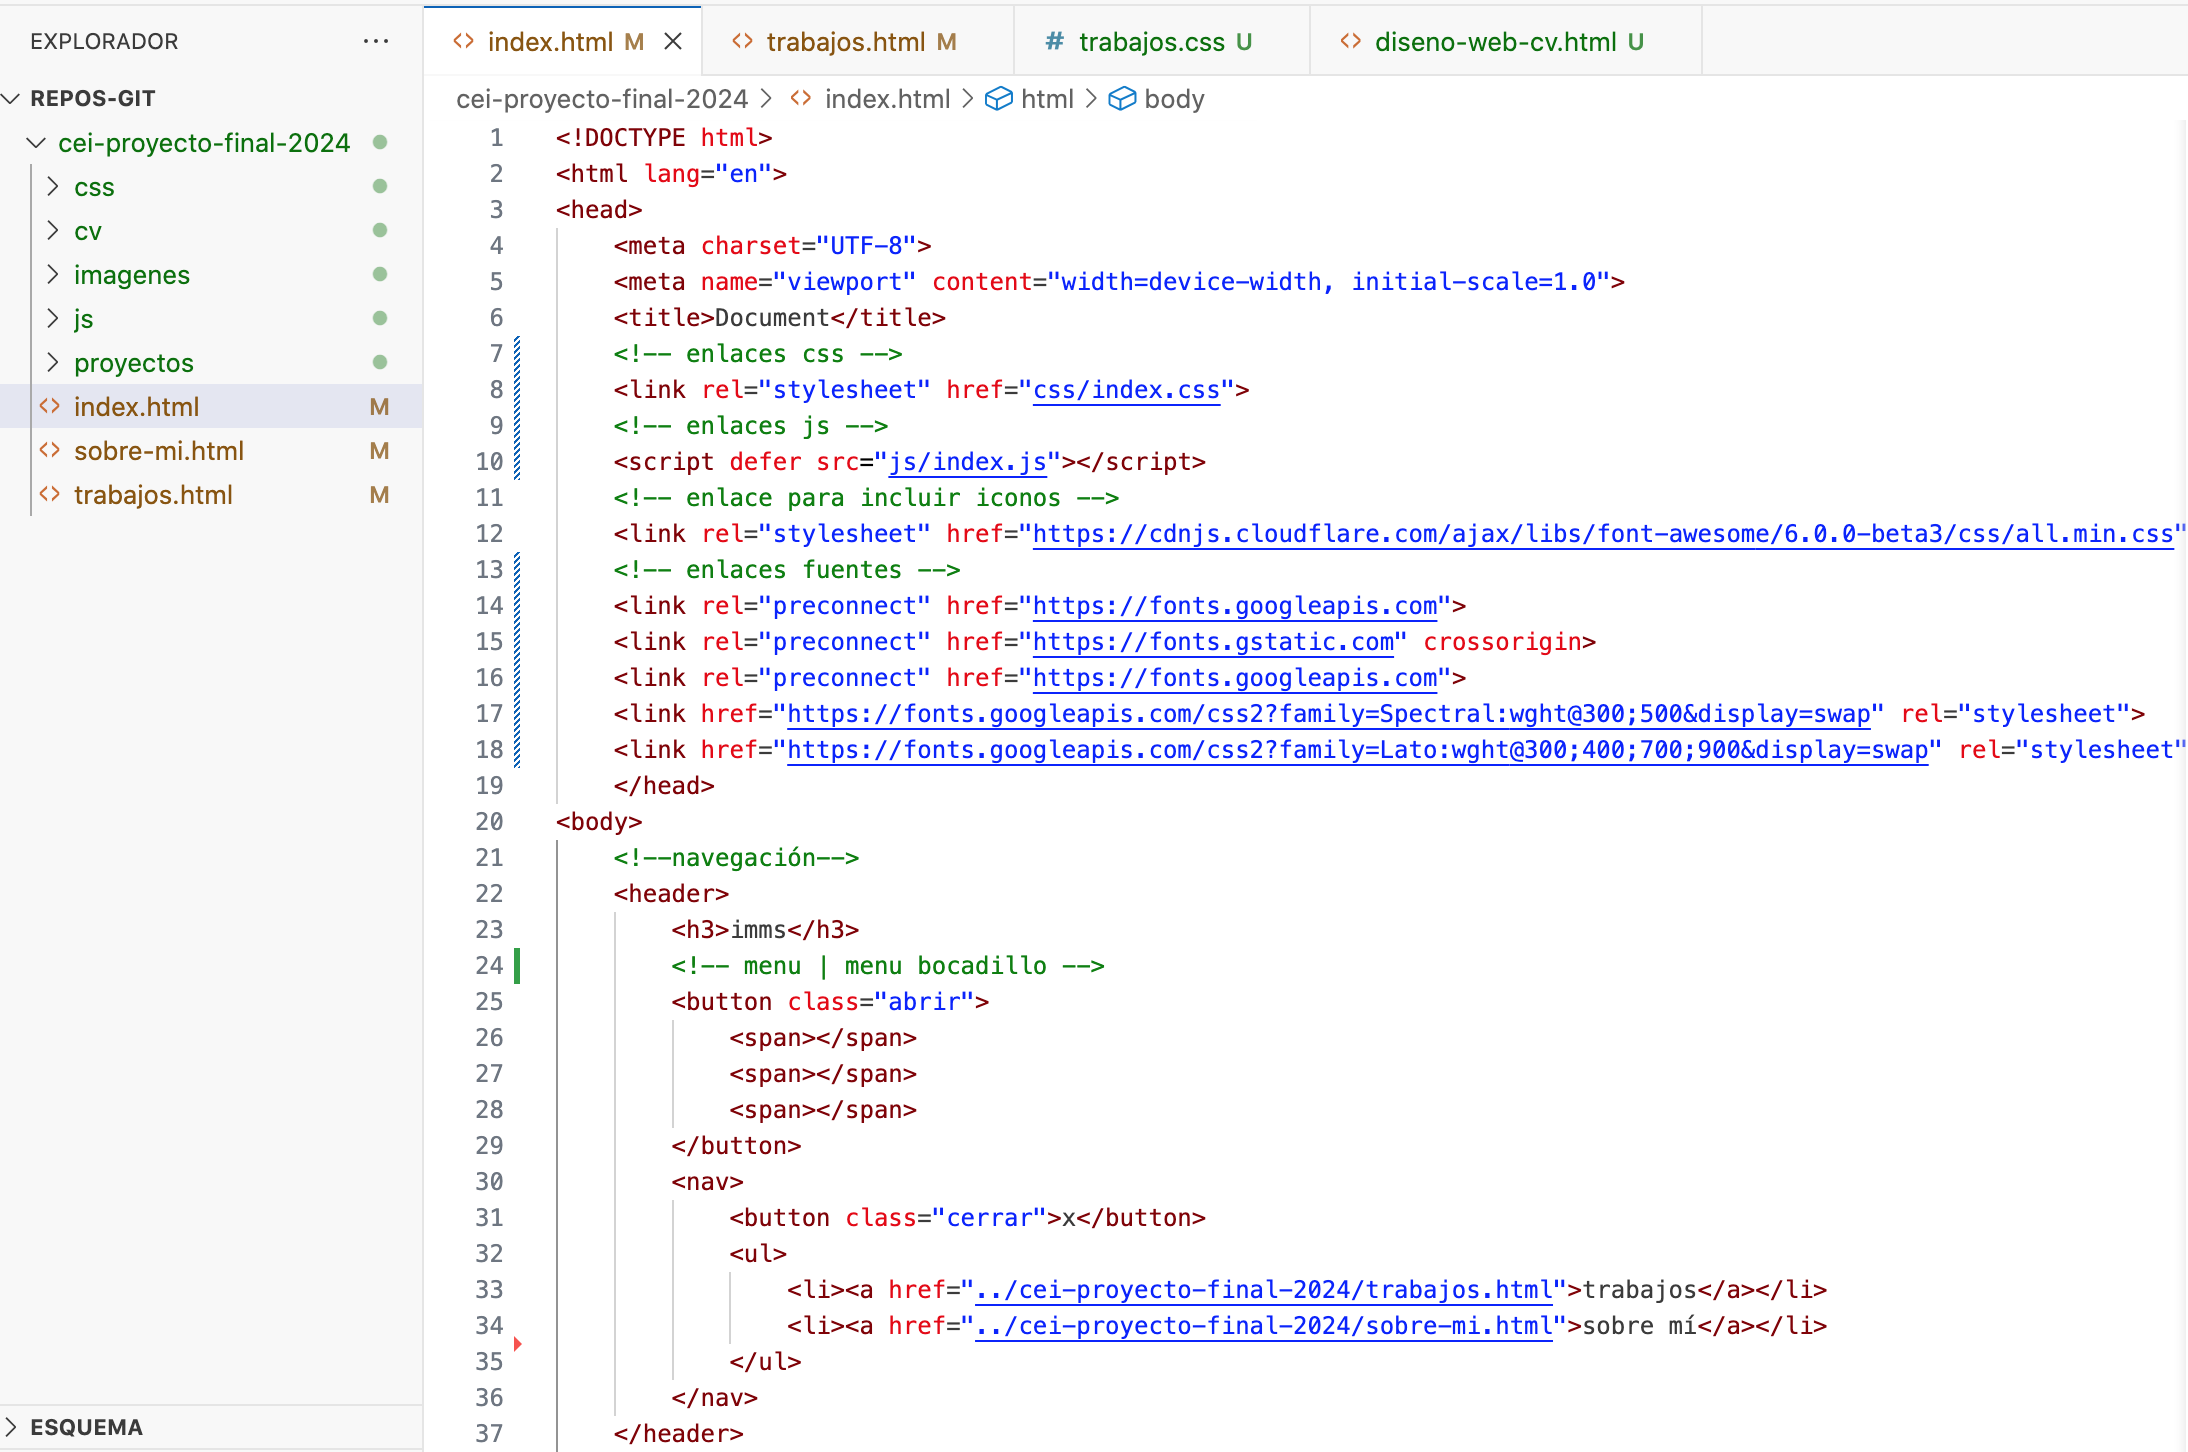 EXPLORADOR ...
REPOS-GIT
cei-proyecto-final-2024
css
cv
imagenes
js
proyectos
index.html M
sobre-mi.html M
trabajos.html M
ESQUEMA
index.html M trabajos.html M # trabajos.css U diseno-web-cv.html U
cei-proyecto-final-2024 > index.html > html > body
1 <!DOCTYPE html>
2 <html lang="en">
3 <head>
4 <meta charset="UTF-8">
5 <meta name="viewport" content="width=device-width, initial-scale=1.0">
6 <title>Document</title>
7 <!-- enlaces css -->
8 <link rel="stylesheet" href="css/index.css">
9 <!-- enlaces js -->
10 <script defer src="js/index.js"></script>
11 <!-- enlace para incluir iconos -->
12 <link rel="stylesheet" href="https://cdnjs.cloudflare.com/ajax/libs/font-awesome/6.0.0-beta3/css/all.min.css"
13 <!-- enlaces fuentes -->
14 <link rel="preconnect" href="https://fonts.googleapis.com">
15 <link rel="preconnect" href="https://fonts.gstatic.com" crossorigin>
16 <link rel="preconnect" href="https://fonts.googleapis.com">
17 <link href="https://fonts.googleapis.com/css2?family=Spectral:wght@300;500&display=swap" rel="stylesheet">
18 <link href="https://fonts.googleapis.com/css2?family=Lato:wght@300;400;700;900&display=swap" rel="stylesheet"
19 </head>
20 <body>
21 <!--navegación-->
22 <header>
23 <h3>imms</h3>
24 <!-- menu | menu bocadillo -->
25 <button class="abrir">
26 <span></span>
27 <span></span>
28 <span></span>
29 </button>
30 <nav>
31 <button class="cerrar">x</button>
32 <ul>
33 <li><a href="../cei-proyecto-final-2024/trabajos.html">trabajos</a></li>
34 <li><a href="../cei-proyecto-final-2024/sobre-mi.html">sobre mí</a></li>
35 </ul>
36 </nav>
37 </header>